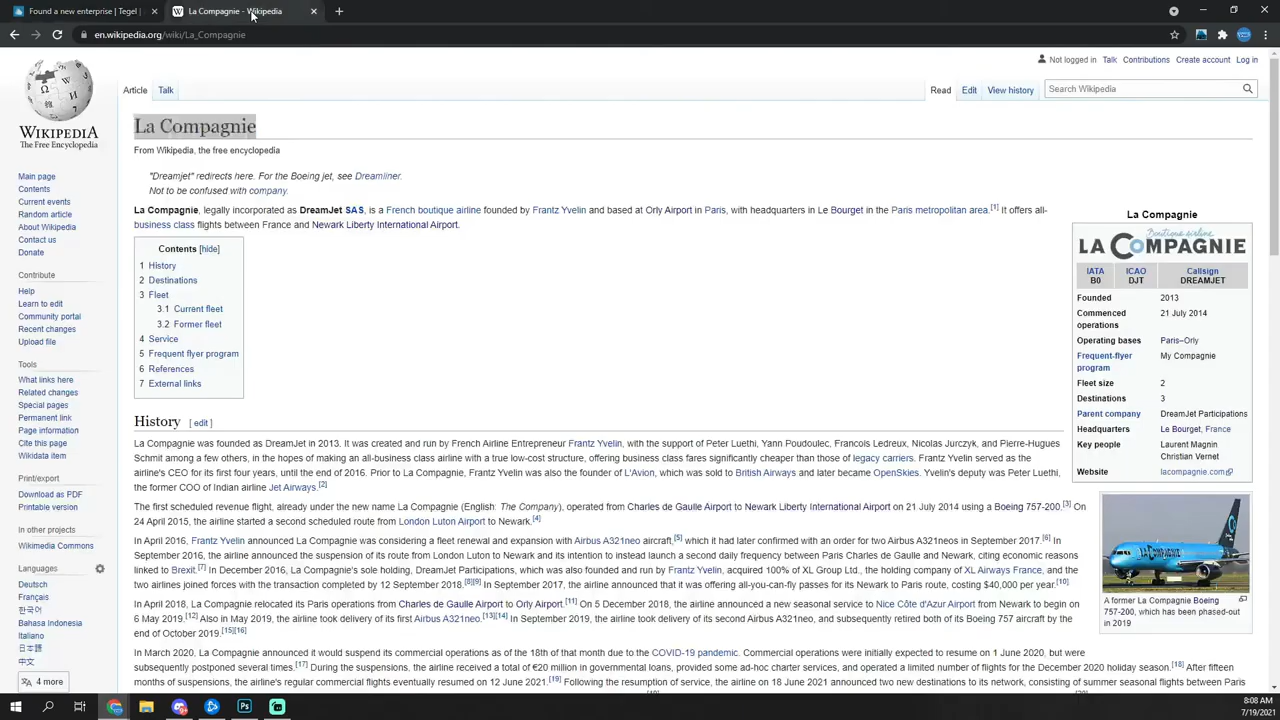 Found a new enterprise | Tegel |
La Compagnie - Wikipedia
en.wikipedia.org/wiki/La_Compagnie
Not logged in Talk Contributions Create account Log in
Article Talk
Read Edit View history
Search Wikipedia
WIKIPEDIA
The Free Encyclopedia
Main page
Contents
Current events
Random article
About Wikipedia
Contact us
Donate
Contribute
Help
Learn to edit
Community portal
Recent changes
Upload file
Tools
What links here
Related changes
Special pages
Permanent link
Page information
Cite this page
Wikidata item
Print/export
Download as PDF
Printable version
In other projects
Wikimedia Commons
Languages
Deutsch
Français
한국어
Bahasa Indonesia
Italiano
日本語
中文
4 more
La Compagnie
From Wikipedia, the free encyclopedia
"Dreamjet" redirects here. For the Boeing jet, see Dreamliner.
Not to be confused with company.
La Compagnie, legally incorporated as DreamJet SAS, is a French boutique airline founded by Frantz Yvelin and based at Orly Airport in Paris, with headquarters in Le Bourget in the Paris metropolitan area.[1] It offers all-
business class flights between France and Newark Liberty International Airport.
Contents [hide]
1 History
2 Destinations
3 Fleet
3.1 Current fleet
3.2 Former fleet
4 Service
5 Frequent flyer program
6 References
7 External links
History [ edit ]
La Compagnie was founded as DreamJet in 2013. It was created and run by French Airline Entrepreneur Frantz Yvelin, with the support of Peter Luethi, Yann Poudoulec, Francois Ledreux, Nicolas Jurczyk, and Pierre-Hugues
Schmit among a few others, in the hopes of making an all-business class airline with a true low-cost structure, offering business class fares significantly cheaper than those of legacy carriers. Frantz Yvelin served as the
airline's CEO for its first four years, until the end of 2016. Prior to La Compagnie, Frantz Yvelin was also the founder of L'Avion, which was sold to British Airways and later became OpenSkies. Yvelin's deputy was Peter Luethi,
the former COO of Indian airline Jet Airways.[2]
The first scheduled revenue flight, already under the new name La Compagnie (English: The Company), operated from Charles de Gaulle Airport to Newark Liberty International Airport on 21 July 2014 using a Boeing 757-200.[3] On
24 April 2015, the airline started a second scheduled route from London Luton Airport to Newark.[4]
In April 2016, Frantz Yvelin announced La Compagnie was considering a fleet renewal and expansion with Airbus A321neo aircraft,[5] which it had later confirmed with an order for two Airbus A321neos in September 2017.[6] In
September 2016, the airline announced the suspension of its route from London Luton to Newark and its intention to instead launch a second daily frequency between Paris Charles de Gaulle and Newark, citing economic reasons
linked to Brexit.[7] In December 2016, La Compagnie's sole holding, DreamJet Participations, which was also founded and run by Frantz Yvelin, acquired 100% of XL Group Ltd., the holding company of XL Airways France, and the
two airlines joined forces with the transaction completed by 12 September 2018.[8][9] In September 2017, the airline announced that it was offering all-you-can-fly passes for its Newark to Paris route, costing $40,000 per year.[10]
In April 2018, La Compagnie relocated its Paris operations from Charles de Gaulle Airport to Orly Airport.[11] On 5 December 2018, the airline announced a new seasonal service to Nice Côte d'Azur Airport from Newark to begin on
6 May 2019.[12] Also in May 2019, the airline took delivery of its first Airbus A321neo.[13][14] In September 2019, the airline took delivery of its second Airbus A321neo, and subsequently retired both of its Boeing 757 aircraft by the
end of October 2019.[15][16]
In March 2020, La Compagnie announced it would suspend its commercial operations as of the 18th of that month due to the COVID-19 pandemic. Commercial operations were initially expected to resume on 1 June 2020, but were
subsequently postponed several times.[17] During the suspensions, the airline received a total of €20 million in governmental loans, provided some ad-hoc charter services, and operated a limited number of flights for the December 2020 holiday season.[18] After fifteen
months of suspensions, the airline's regular commercial flights eventually resumed on 12 June 2021.[19] Following the resumption of service, the airline on 18 June 2021 announced two new destinations to its network, consisting of summer seasonal flights between Paris
La Compagnie
Boutique airline
LA COMPAGNIE
IATA ICAO Callsign
B0 DJT DREAMJET
Founded 2013
Commenced operations 21 July 2014
Operating bases Paris–Orly
Frequent-flyer program My Compagnie
Fleet size 2
Destinations 3
Parent company DreamJet Participations
Headquarters Le Bourget, France
Key people Laurent Magnin
Christian Vernet
Website lacompagnie.com
A former La Compagnie Boeing
757-200, which has been phased-out
in 2019
8:08 AM
7/19/2021